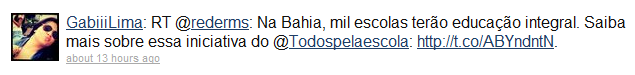 GabiiiLima: RT @rederms: Na Bahia, mil escolas terão educação integral. Saiba
mais sobre essa iniciativa do @Todospelaescola: http://t.co/ABYndntN.
about 13 hours ago